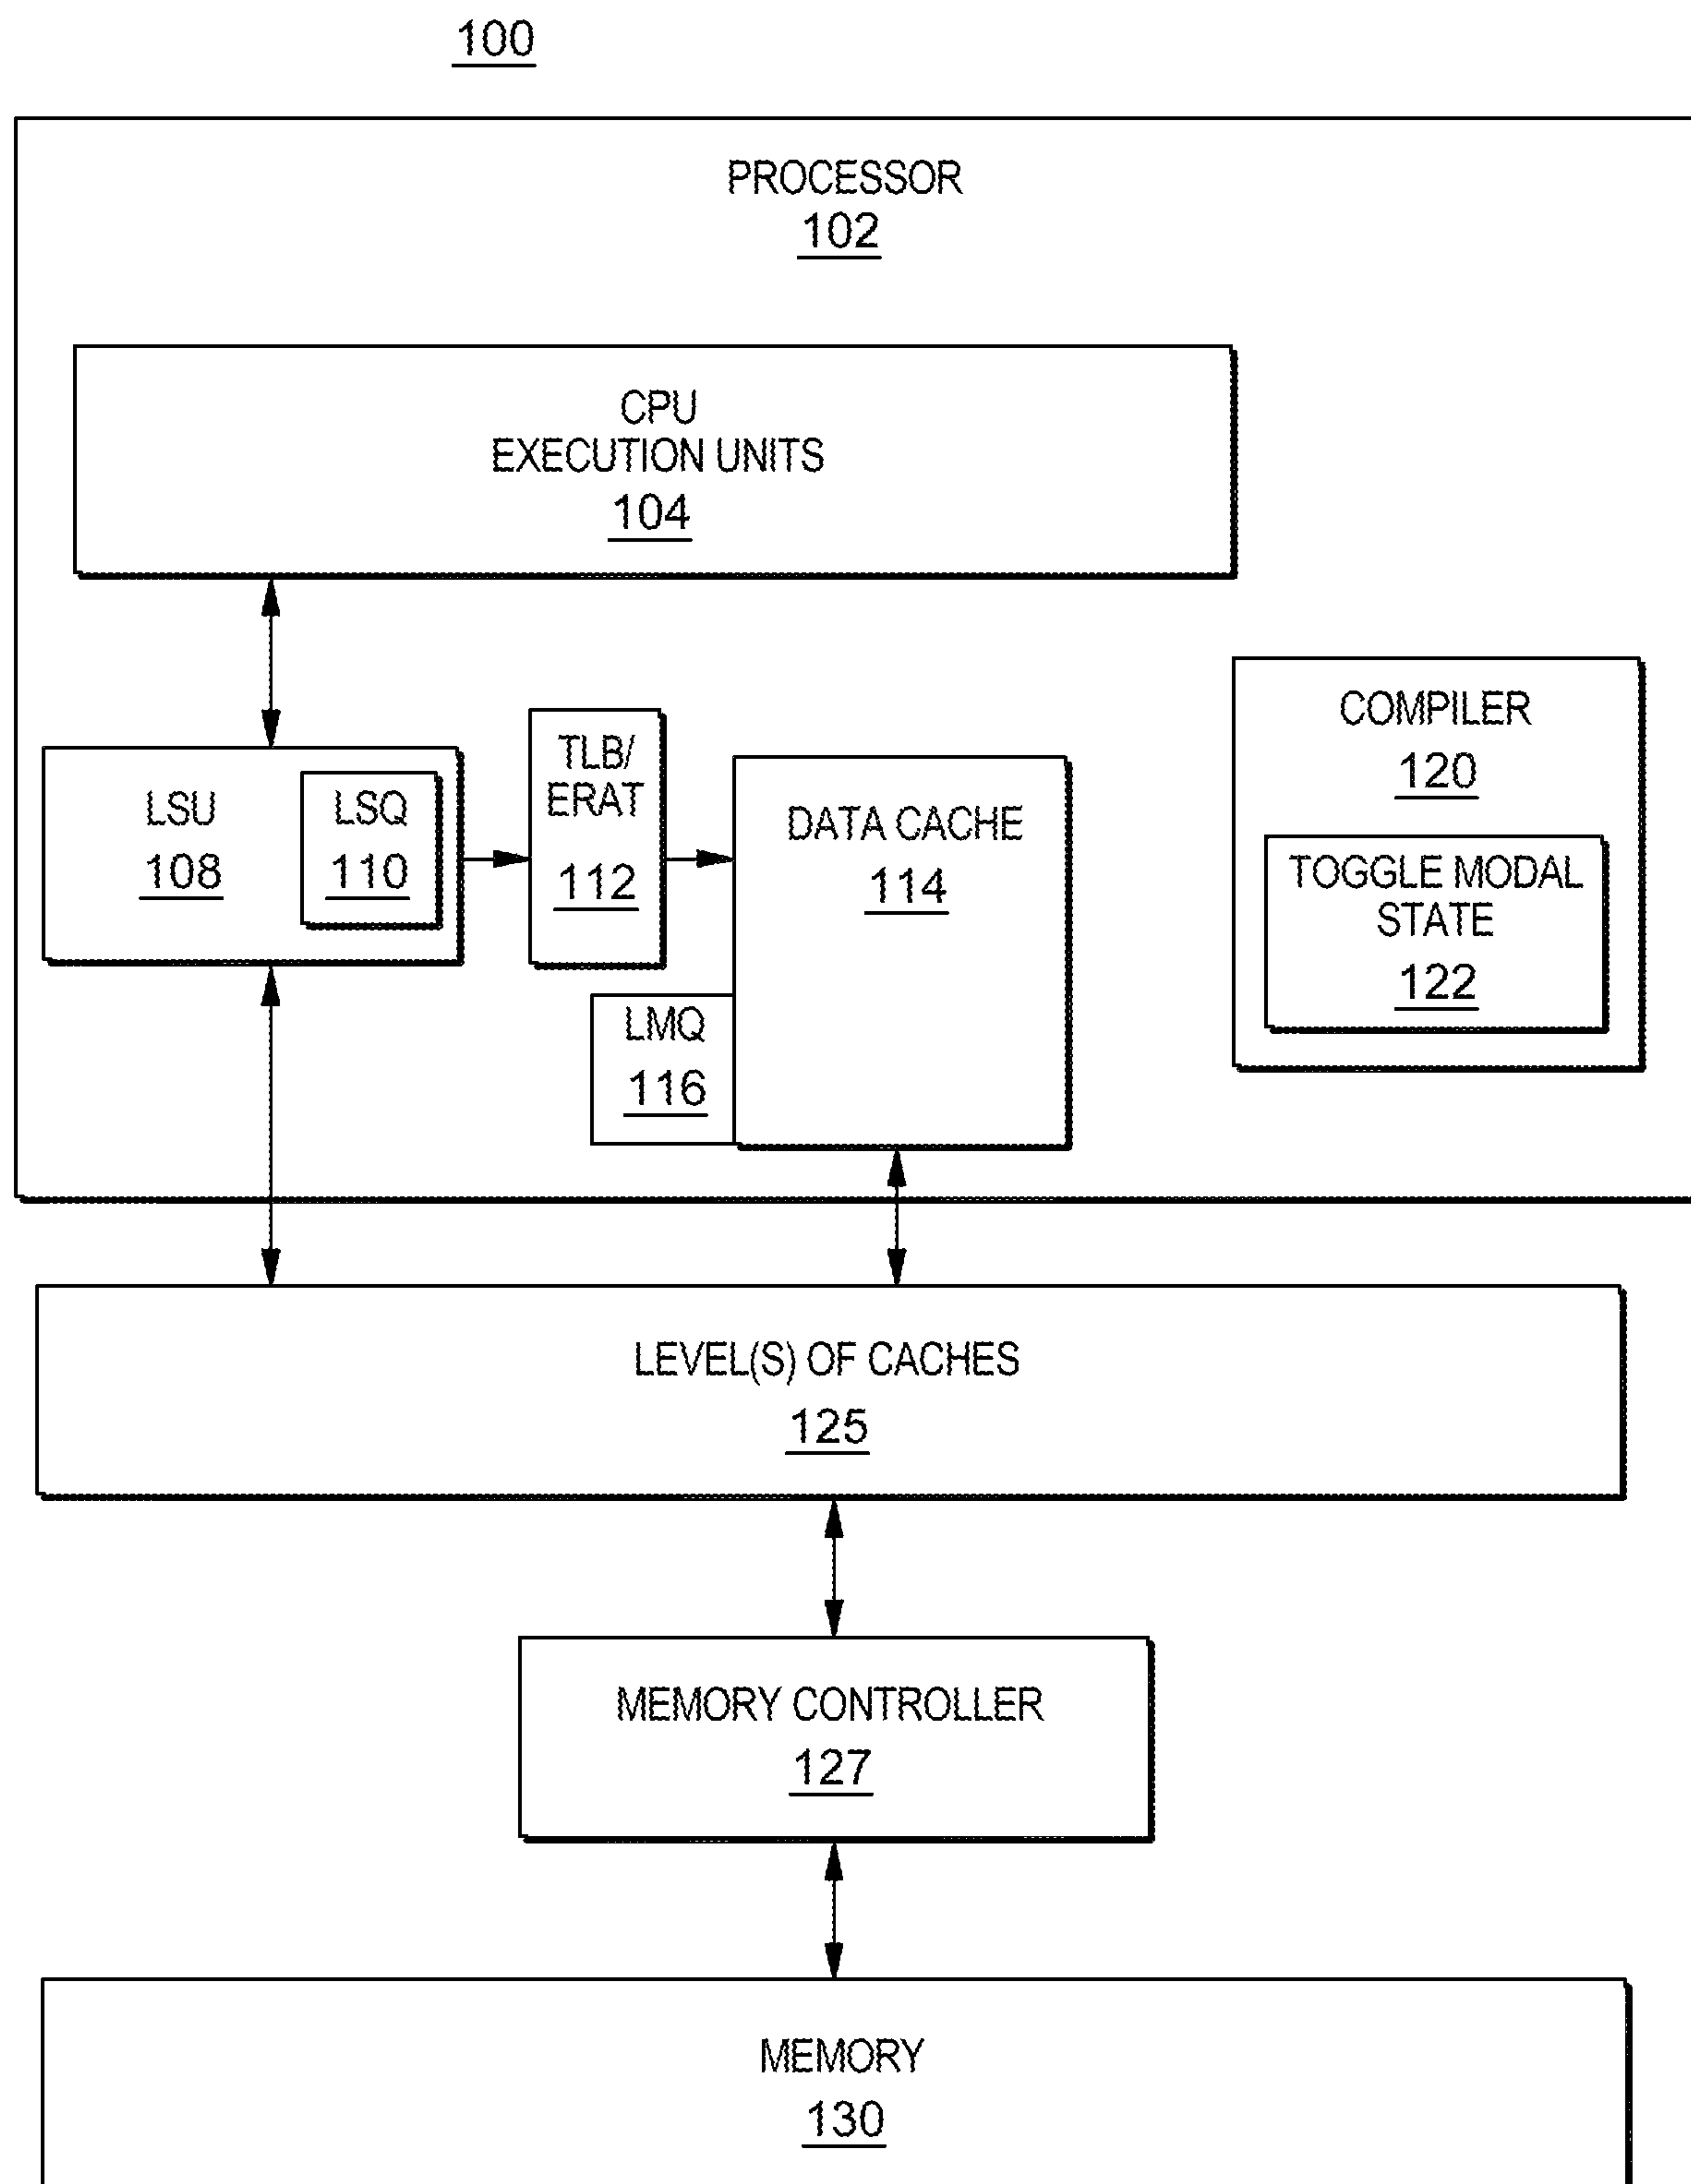 100
PROCESSOR
102
CPU
EXECUTION UNITS
104
LSU
108
LSQ
110
TLB/
ERAT
112
DATA CACHE
114
LMQ
116
COMPILER
120
TOGGLE MODAL
STATE
122
LEVEL(S) OF CACHES
125
MEMORY CONTROLLER
127
MEMORY
130